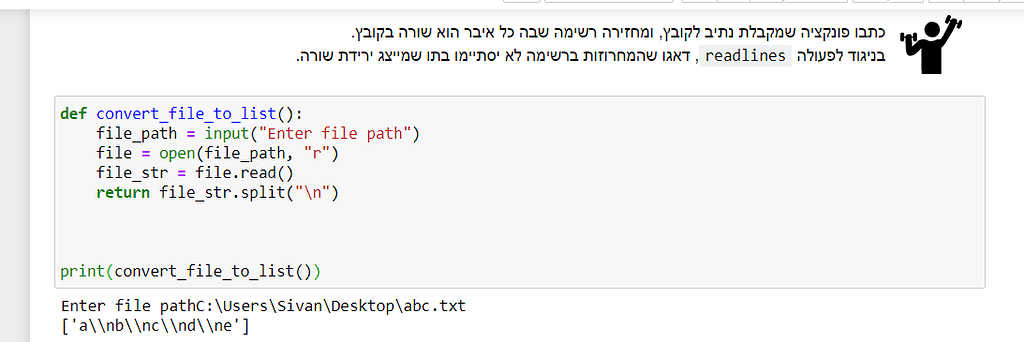 כתבו פונקציה שמקבלת נתיב לקובץ, ומחזירה רשימה שבה כל איבר הוא שורה בקובץ.
בניגוד לפעולה readlines, דאגו שהמחרוזות ברשימה לא יסתיימו בתו שמייצג ירידת שורה.
def convert_file_to_list():
    file_path = input("Enter file path")
    file = open(file_path, "r")
    file_str = file.read()
    return file_str.split("\n")
print(convert_file_to_list())
Enter file pathC:\Users\Sivan\Desktop\abc.txt
['a\\nb\\nc\\nd\\ne']